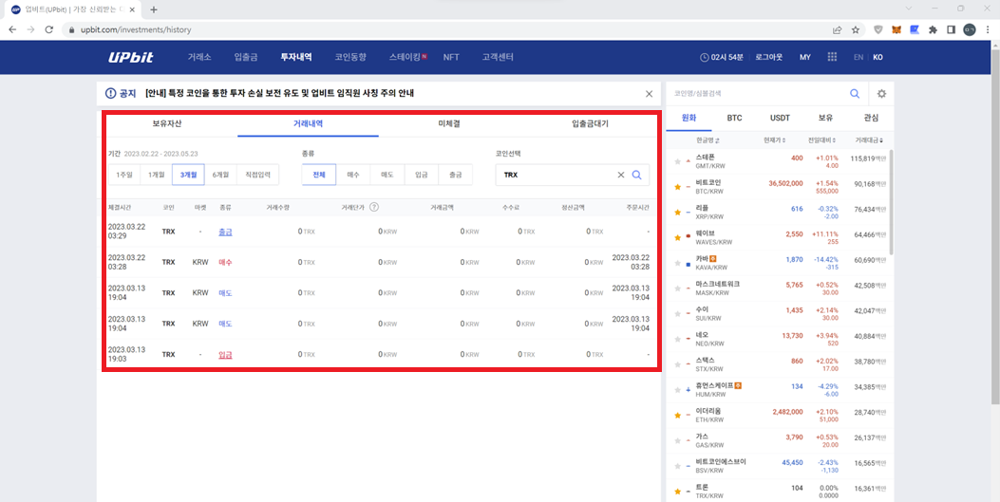 업비트(UPbit) | 가장 신뢰받는 디
upbit.com/investments/history
UPbit 거래소 입출금 투자내역 코인동향 스테이킹 N NFT 고객센터 02시 54분 로그아웃 MY EN KO
공지 [안내] 특정 코인을 통한 투자 손실 보전 유도 및 업비트 임직원 사칭 주의 안내
보유자산 거래내역 미체결 입출금대기
기간 2023.02.22 - 2023.05.23 종류 코인선택
1주일 1개월 3개월 6개월 직접입력 전체 매수 매도 입금 출금 TRX
체결시간 코인 마켓 종류 거래수량 거래단가 ? 거래금액 수수료 정산금액 주문시간
2023.03.22 03:29 TRX - 출금 0 TRX 0 KRW 0 KRW 0 TRX 0 TRX -
2023.03.22 03:28 TRX KRW 매수 0 TRX 0 KRW 0 KRW 0 KRW 0 KRW 2023.03.22 03:28
2023.03.13 19:04 TRX KRW 매도 0 TRX 0 KRW 0 KRW 0 KRW 0 KRW 2023.03.13 19:04
2023.03.13 19:04 TRX KRW 매도 0 TRX 0 KRW 0 KRW 0 KRW 0 KRW 2023.03.13 19:04
2023.03.13 19:03 TRX - 입금 0 TRX 0 KRW 0 KRW 0 TRX 0 TRX -
코인명/심볼검색
원화 BTC USDT 보유 관심
한글명 현재가 전일대비 거래대금
스테픈 400 +1.01% 115,819백만
GMT/KRW 4.00
비트코인 36,502,000 +1.54% 90,168백만
BTC/KRW 555,000
리플 616 -0.32% 76,434백만
XRP/KRW -2.00
웨이브 2,550 +11.11% 64,466백만
WAVES/KRW 255
카바 주 1,870 -14.42% 60,690백만
KAVA/KRW -315
마스크네트워크 5,765 +0.52% 42,508백만
MASK/KRW 30.00
수이 1,435 +2.14% 42,047백만
SUI/KRW 30.00
네오 13,730 +3.94% 40,884백만
NEO/KRW 520
스택스 860 +2.02% 38,780백만
STX/KRW 17.00
휴먼스케이프 주 134 -4.29% 34,385백만
HUM/KRW -6.00
이더리움 2,482,000 +2.10% 28,740백만
ETH/KRW 51,000
가스 3,790 +0.53% 26,137백만
GAS/KRW 20.00
비트코인에스브이 45,450 -2.43% 16,565백만
BSV/KRW -1,130
트론 104 0.00% 16,361백만
TRX/KRW 0.0000